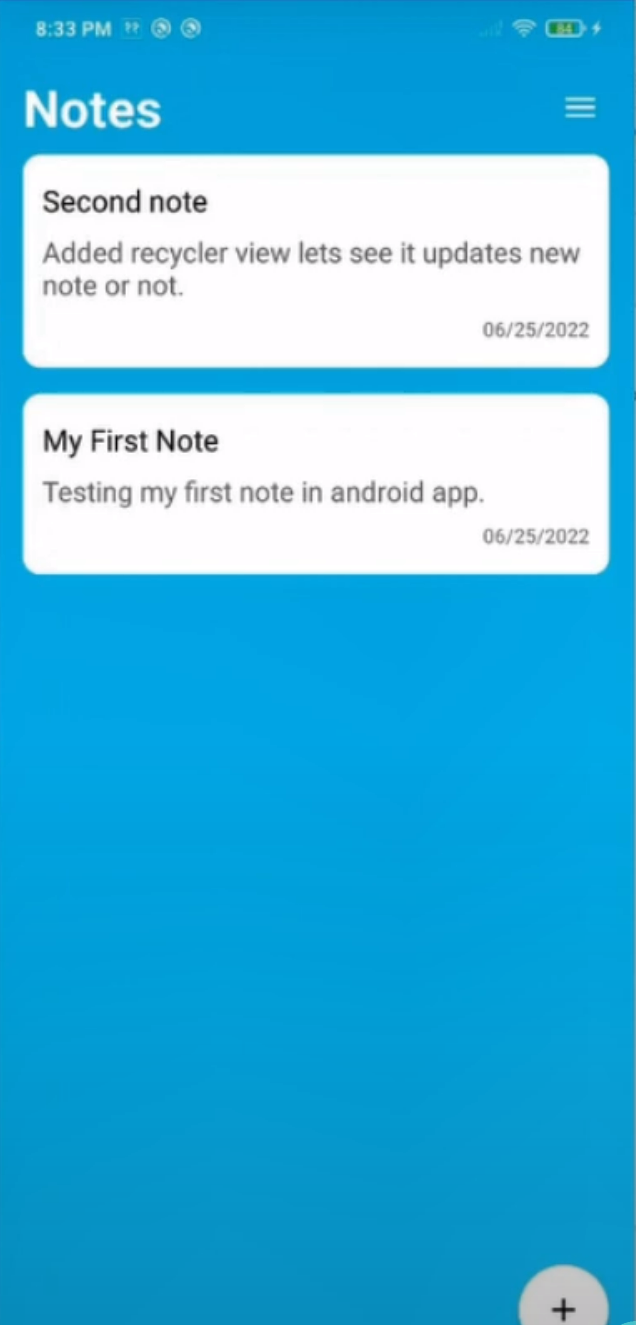 8:33 PM
84
Notes
Second note
Added recycler view lets see it updates new
note or not.
06/25/2022
My First Note
Testing my first note in android app.
06/25/2022
+